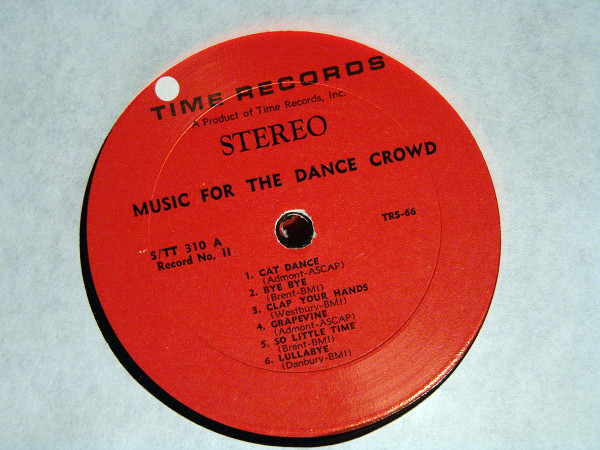 TIME RECORDS
A Product of Time Records, Inc.
STEREO
MUSIC FOR THE DANCE CROWD
S/TT 310 A
Record No. II
TRS-66
1. CAT DANCE
(Admont-ASCAP)
2. BYE BYE
(Brent-BMI)
3. CLAP YOUR HANDS
(Westbury-BMI)
4. GRAPEVINE
(Admont-ASCAP)
5. SO LITTLE TIME
(Brent-BMI)
6. LULLABYE
(Danbury-BMI)